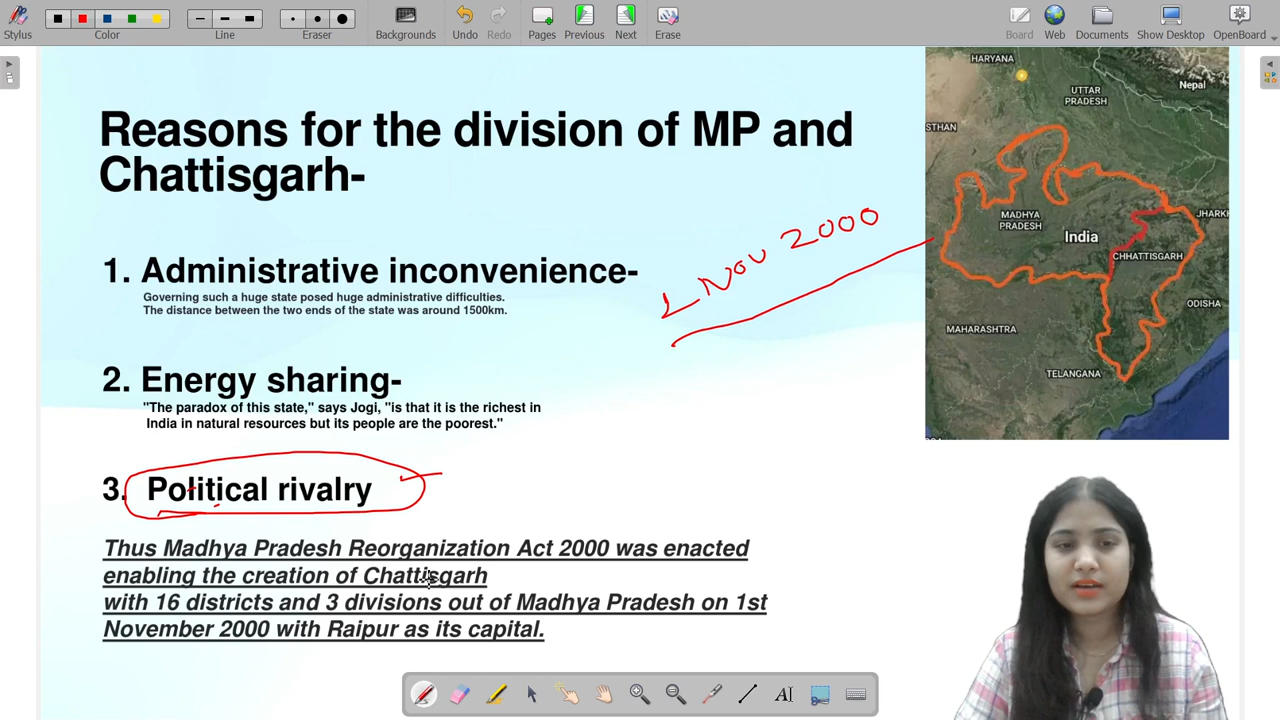 Stylus
Color
Line
Eraser
Backgrounds
Undo
Redo
Pages
Previous
Next
Erase
Board
Web
Documents
Show Desktop
OpenBoard
Reasons for the division of MP and
Chattisgarh-
1. Administrative inconvenience-
Governing such a huge state posed huge administrative difficulties.
The distance between the two ends of the state was around 1500km.
1 Nov 2000
2. Energy sharing-
"The paradox of this state," says Jogi, "is that it is the richest in
India in natural resources but its people are the poorest."
3. Political rivalry
Thus Madhya Pradesh Reorganization Act 2000 was enacted
enabling the creation of Chattisgarh
with 16 districts and 3 divisions out of Madhya Pradesh on 1st
November 2000 with Raipur as its capital.
HARYANA
Nepal
UTTAR
PRADESH
STHAN
MADHYA
PRADESH
JHARKH
India
CHHATTISGARH
ODISHA
MAHARASHTRA
TELANGANA